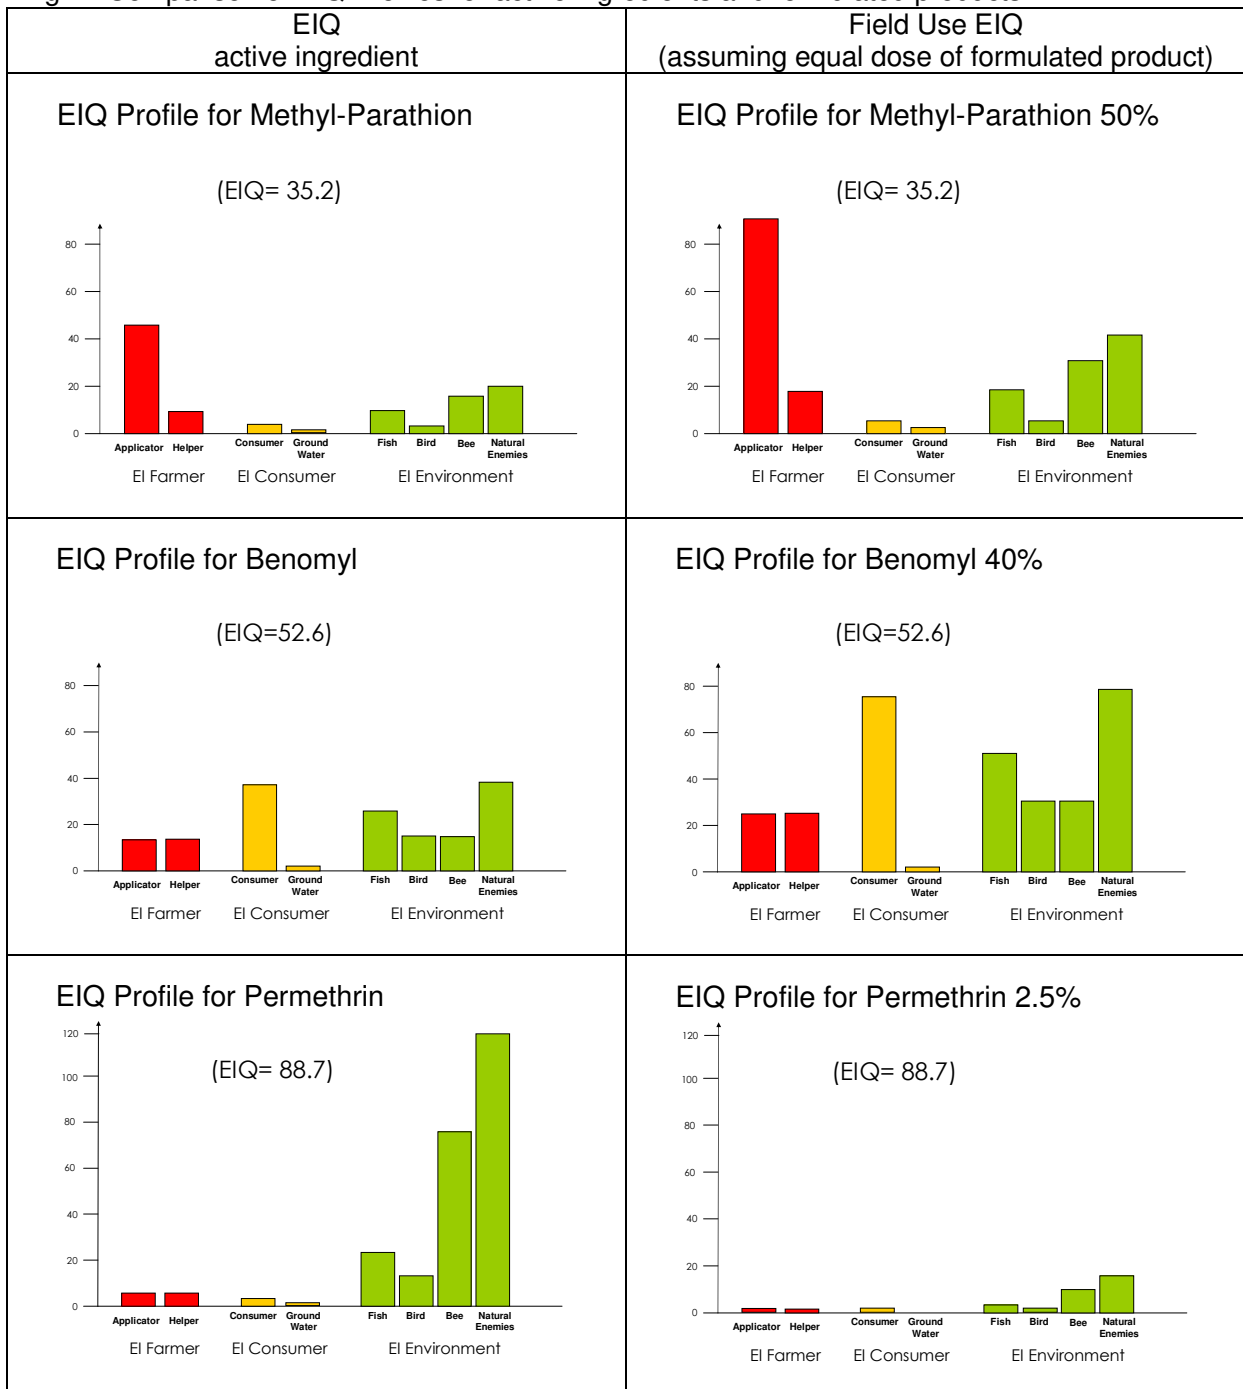 EIQ
active ingredient
Field Use EIQ
(assuming equal dose of formulated product)
EIQ Profile for Methyl-Parathion
(EIQ= 35.2)
80
60
40
20
0
Applicator Helper Consumer Ground Water Fish Bird Bee Natural Enemies
EI Farmer EI Consumer EI Environment
EIQ Profile for Methyl-Parathion 50%
(EIQ= 35.2)
80
60
40
20
0
Applicator Helper Consumer Ground Water Fish Bird Bee Natural Enemies
EI Farmer EI Consumer EI Environment
EIQ Profile for Benomyl
(EIQ=52.6)
80
60
40
20
0
Applicator Helper Consumer Ground Water Fish Bird Bee Natural Enemies
EI Farmer EI Consumer EI Environment
EIQ Profile for Benomyl 40%
(EIQ=52.6)
80
60
40
20
0
Applicator Helper Consumer Ground Water Fish Bird Bee Natural Enemies
EI Farmer EI Consumer EI Environment
EIQ Profile for Permethrin
(EIQ= 88.7)
120
100
80
60
40
20
0
Applicator Helper Consumer Ground Water Fish Bird Bee Natural Enemies
EI Farmer EI Consumer EI Environment
EIQ Profile for Permethrin 2.5%
(EIQ= 88.7)
120
100
80
60
40
20
0
Applicator Helper Consumer Ground Water Fish Bird Bee Natural Enemies
EI Farmer EI Consumer EI Environment